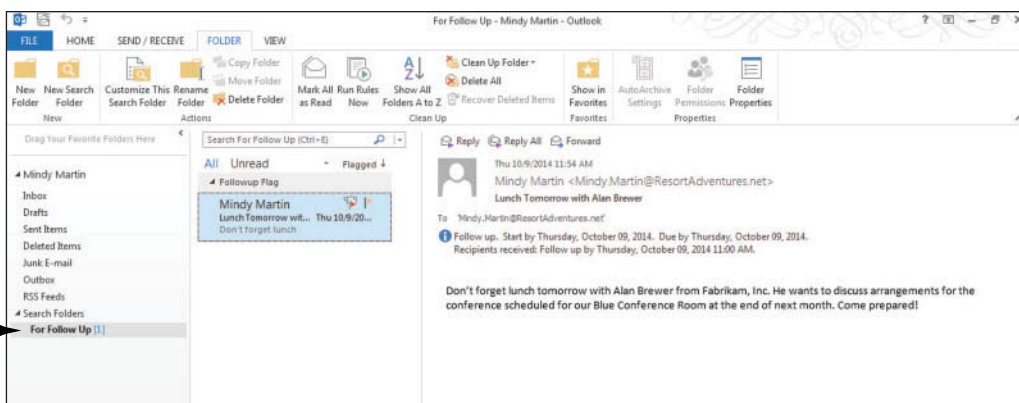 For Follow Up - Mindy Martin - Outlook
FILE HOME SEND / RECEIVE FOLDER VIEW
New Folder
New Search Folder
New
Customize This Search Folder
Rename Folder
Copy Folder
Move Folder
Delete Folder
Actions
Mark All as Read
Run Rules Now
Show All Folders A to Z
Clean Up Folder
Delete All
Recover Deleted Items
Clean Up
Show in Favorites
Favorites
AutoArchive Settings
Folder Permissions
Folder Properties
Properties
Drag Your Favorite Folders Here
Mindy Martin
Inbox
Drafts
Sent Items
Deleted Items
Junk E-mail
Outbox
RSS Feeds
Search Folders
For Follow Up [1]
Search For Follow Up (Ctrl+E)
All Unread Flagged
Followup Flag
Mindy Martin
Lunch Tomorrow wit... Thu 10/9/20...
Don't forget lunch
Reply Reply All Forward
Thu 10/9/2014 11:54 AM
Mindy Martin <Mindy.Martin@ResortAdventures.net>
Lunch Tomorrow with Alan Brewer
To 'Mindy.Martin@ResortAdventures.net'
Follow up. Start by Thursday, October 09, 2014. Due by Thursday, October 09, 2014.
Recipients received: Follow up by Thursday, October 09, 2014 11:00 AM.
Don't forget lunch tomorrow with Alan Brewer from Fabrikam, Inc. He wants to discuss arrangements for the
conference scheduled for our Blue Conference Room at the end of next month. Come prepared!